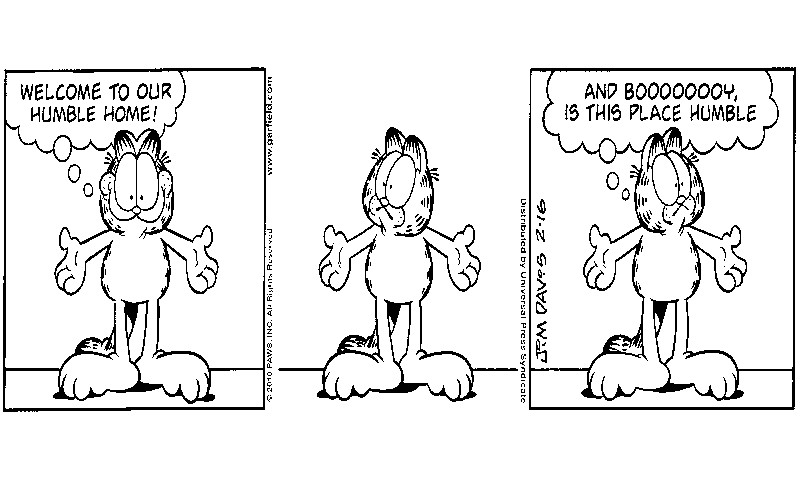 WELCOME TO OUR
HUMBLE HOME!
www.garfield.com
© 2010 PAWS, INC. All Rights Reserved
Distributed by Universal Press Syndicate
JIM DAVIS 2-16
AND BOOOOOOOY,
IS THIS PLACE HUMBLE